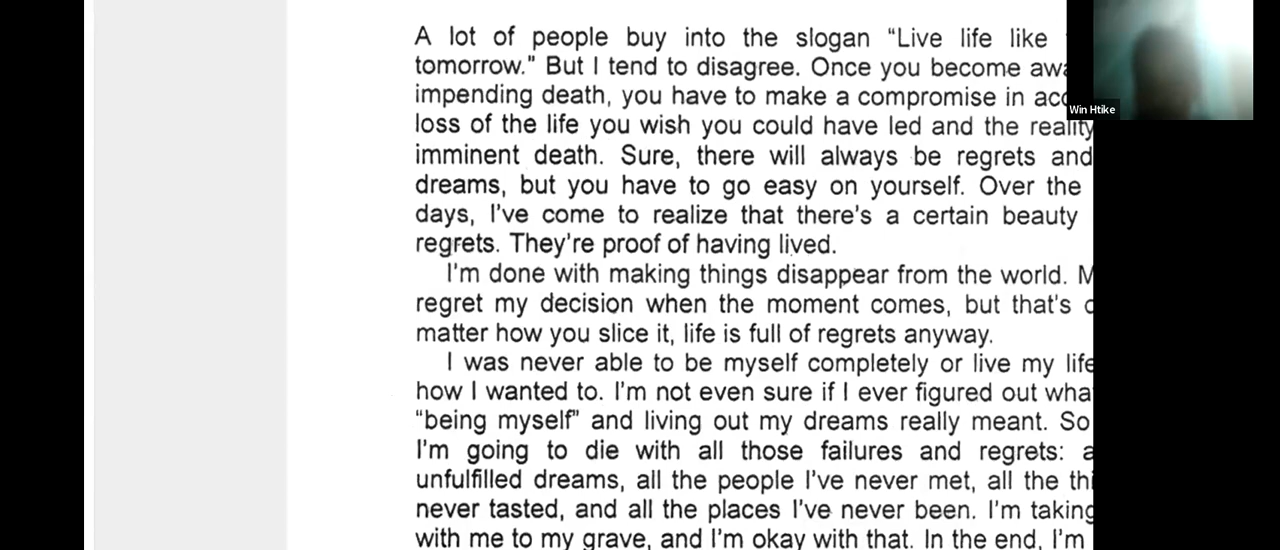 A lot of people buy into the slogan “Live life like
tomorrow.” But I tend to disagree. Once you become
impending death, you have to make a compromise in
loss of the life you wish you could have led and the reality
imminent death. Sure, there will always be regrets and
dreams, but you have to go easy on yourself. Over the
days, I’ve come to realize that there’s a certain beauty
regrets. They’re proof of having lived.
I’m done with making things disappear from the world.
regret my decision when the moment comes, but that’s
matter how you slice it, life is full of regrets anyway.
I was never able to be myself completely or live my life
how I wanted to. I’m not even sure if I ever figured out
“being myself” and living out my dreams really meant. So
I’m going to die with all those failures and regrets:
unfulfilled dreams, all the people I’ve never met, all the
never tasted, and all the places I’ve never been. I’m taking
with me to my grave, and I’m okay with that. In the end, I’m
Win Htike